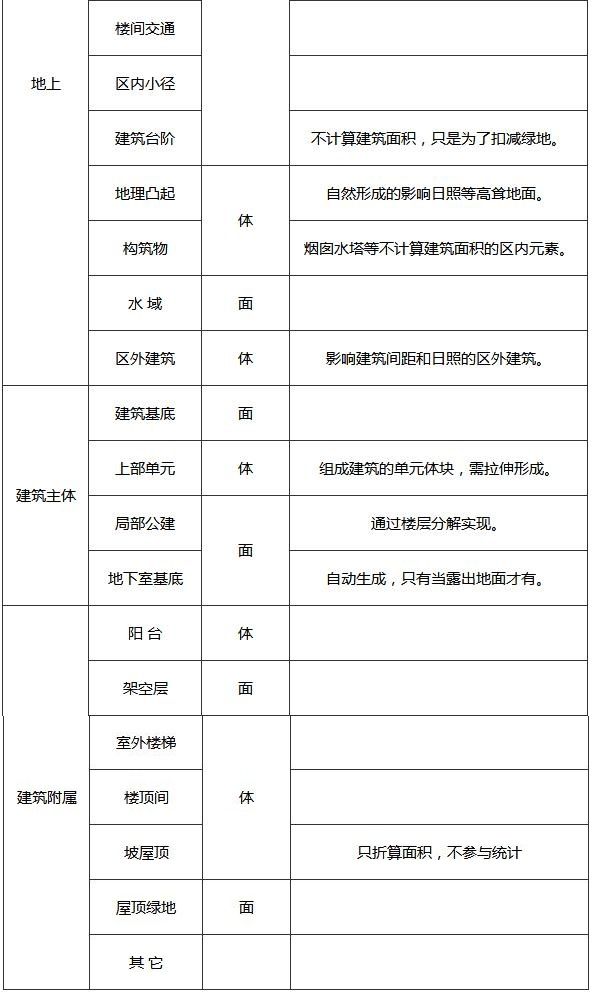 楼间交通
地上
区内小径
建筑台阶
不计算建筑面积，只是为了扣减绿地。
地理凸起
体
自然形成的影响日照等高耸地面。
构筑物
烟囱水塔等不计算建筑面积的区内元素。
水 域
面
区外建筑
体
影响建筑间距和日照的区外建筑。
建筑主体
建筑基底
面
上部单元
体
组成建筑的单元体块，需拉伸形成。
局部公建
面
通过楼层分解实现。
地下室基底
自动生成，只有当露出地面才有。
建筑附属
阳 台
体
架空层
面
室外楼梯
体
楼顶间
坡屋顶
只折算面积，不参与统计
屋顶绿地
面
其 它